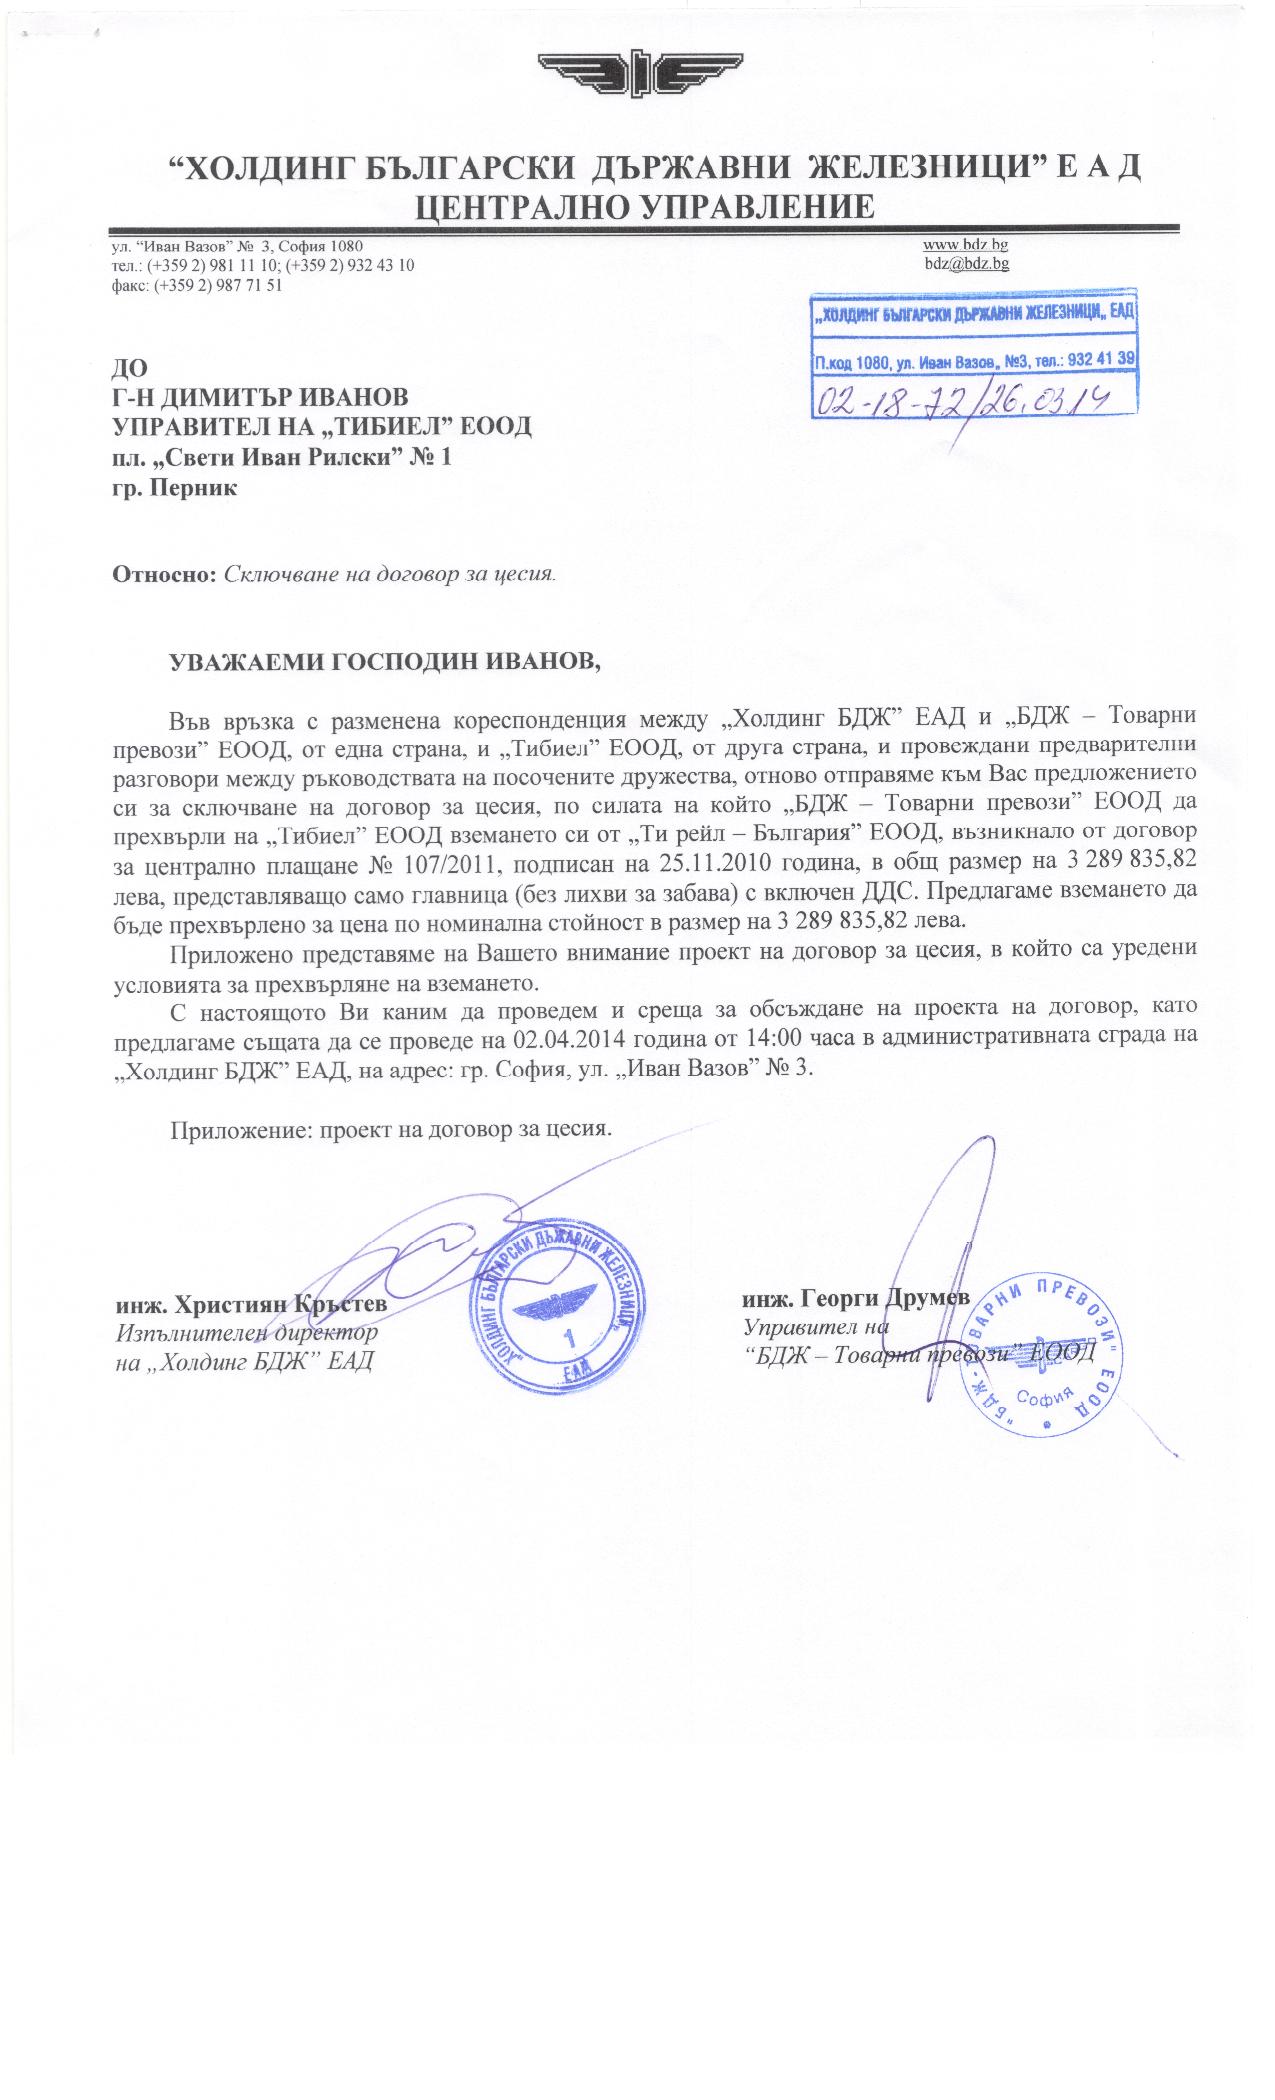 “ХОЛДИНГ БЪЛГАРСКИ ДЪРЖАВНИ ЖЕЛЕЗНИЦИ” Е А Д
ЦЕНТРАЛНО УПРАВЛЕНИЕ
ул. “Иван Вазов” № 3, София 1080
тел.: (+359 2) 981 11 10; (+359 2) 932 43 10
факс: (+359 2) 987 71 51
www.bdz.bg
bdz@bdz.bg
„ХОЛДИНГ БЪЛГАРСКИ ДЪРЖАВНИ ЖЕЛЕЗНИЦИ„ ЕАД
П.код 1080, ул. Иван Вазов„ №3, тел.: 932 41 39
02-18-72/26.03.14
ДО
Г-Н ДИМИТЪР ИВАНОВ
УПРАВИТЕЛ НА „ТИБИЕЛ” ЕООД
пл. „Свети Иван Рилски” № 1
гр. Перник
Относно: Сключване на договор за цесия.
УВАЖАЕМИ ГОСПОДИН ИВАНОВ,
Във връзка с разменена кореспонденция между „Холдинг БДЖ” ЕАД и „БДЖ – Товарни
превози” ЕООД, от една страна, и „Тибиел” ЕООД, от друга страна, и провеждани предварителни
разговори между ръководствата на посочените дружества, отново отправяме към Вас предложението
си за сключване на договор за цесия, по силата на който „БДЖ – Товарни превози” ЕООД да
прехвърли на „Тибиел” ЕООД вземането си от „Ти рейл – България” ЕООД, възникнало от договор
за централно плащане № 107/2011, подписан на 25.11.2010 година, в общ размер на 3 289 835,82
лева, представляващо само главница (без лихви за забава) с включен ДДС. Предлагаме вземането да
бъде прехвърлено за цена по номинална стойност в размер на 3 289 835,82 лева.
Приложено представяме на Вашето внимание проект на договор за цесия, в който са уредени
условията за прехвърляне на вземането.
С настоящото Ви каним да проведем и среща за обсъждане на проекта на договор, като
предлагаме същата да се проведе на 02.04.2014 година от 14:00 часа в административната сграда на
„Холдинг БДЖ” ЕАД, на адрес: гр. София, ул. „Иван Вазов” № 3.
Приложение: проект на договор за цесия.
инж. Християн Кръстев
Изпълнителен директор
на „Холдинг БДЖ” ЕАД
„ХОЛДИНГ БЪЛГАРСКИ ДЪЖАВНИ ЖЕЛЕЗНИЦИ„
1
ЕАД
инж. Георги Друмев
Управител на
“БДЖ – Товарни превози” ЕООД
"БДЖ-ТОВАРНИ ПРЕВОЗИ" ЕООД
София